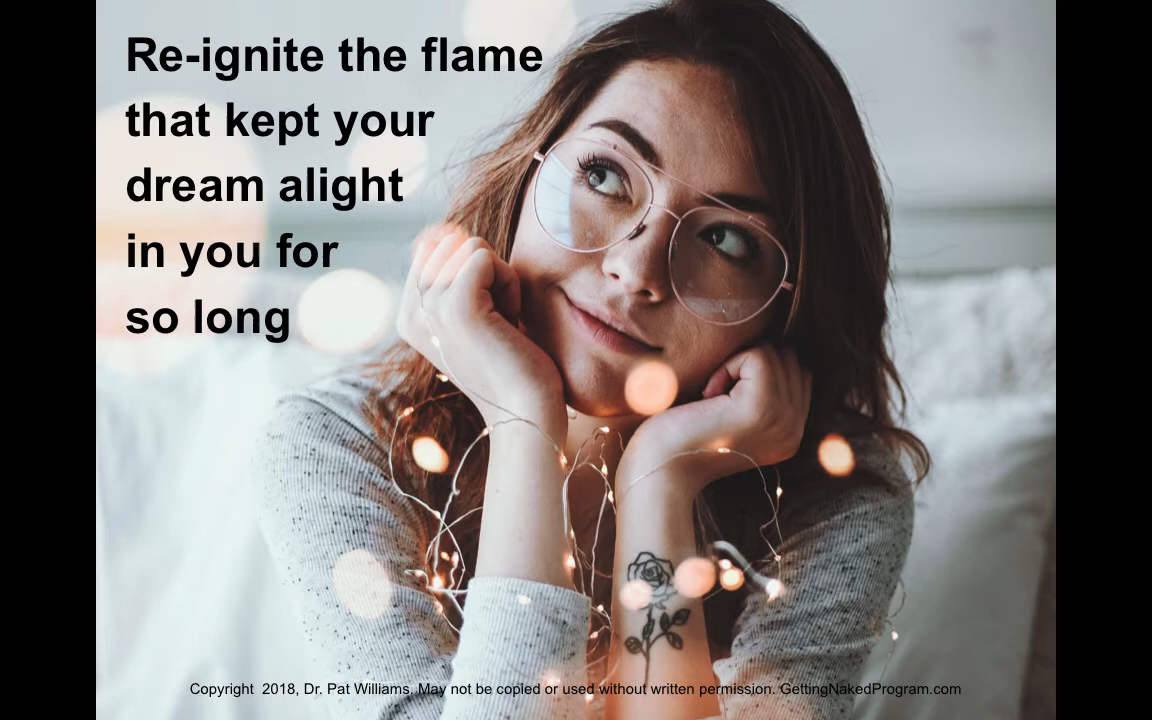 Re-ignite the flame
that kept your
dream alight
in you for
so long
Copyright  2018, Dr. Pat Williams. May not be copied or used without written permission. GettingNakedProgram.com